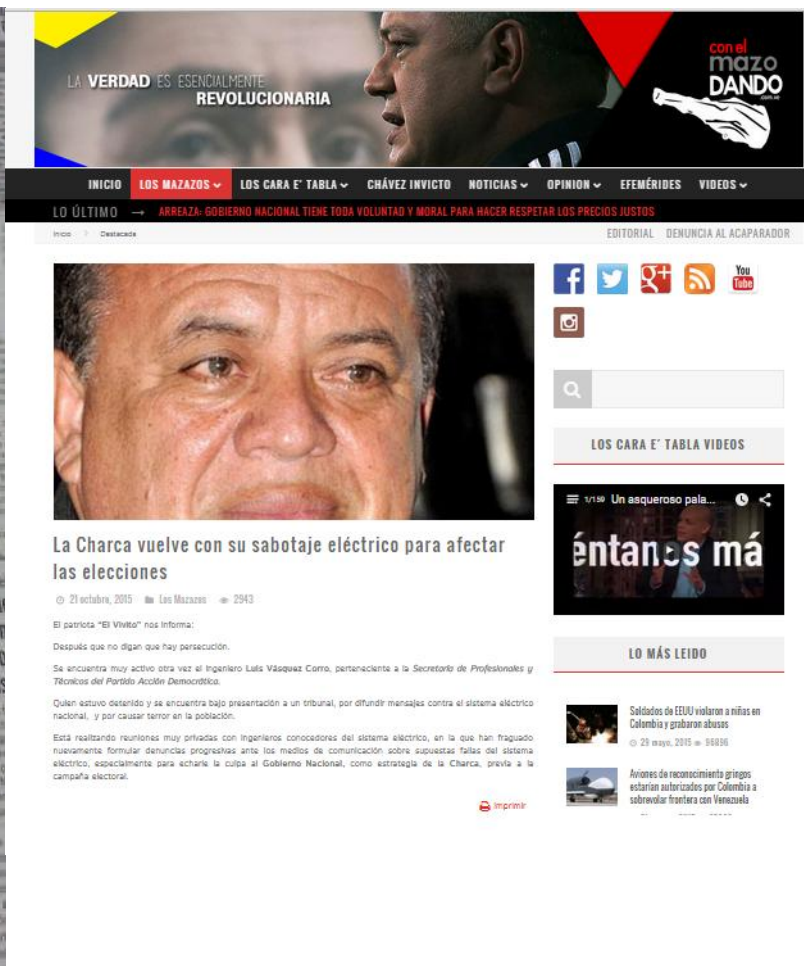 LA VERDAD ES ESENCIALMENTE
REVOLUCIONARIA
con el
mazo
DANDO
.com.ve
INICIO LOS MAZAZOS LOS CARA E' TABLA CHÁVEZ INVICTO NOTICIAS OPINION EFEMÉRIDES VIDEOS
LO ÚLTIMO → ARREAZA: GOBIERNO NACIONAL TIENE TODA VOLUNTAD Y MORAL PARA HACER RESPETAR LOS PRECIOS JUSTOS
Inicio > Destacada
EDITORIAL DENUNCIA AL ACAPARADOR
You
Tube
LOS CARA E' TABLA VIDEOS
1/150 Un asqueroso pala...
éntanos má
La Charca vuelve con su sabotaje eléctrico para afectar
las elecciones
21 octubre, 2015 Los Mazazos 2943
El patriota "El Vivito" nos informa:
Después que no digan que hay persecución.
Se encuentra muy activo otra vez el Ingeniero Luis Vásquez Corro, perteneciente a la Secretaría de Profesionales y
Técnicos del Partido Acción Democrática.
Quien estuvo detenido y se encuentra bajo presentación a un tribunal, por difundir mensajes contra el sistema eléctrico
nacional, y por causar terror en la población.
Está realizando reuniones muy privadas con ingenieros conocedores del sistema eléctrico, en la que han fraguado
nuevamente formular denuncias progresivas ante los medios de comunicación sobre supuestas fallas del sistema
eléctrico, especialmente para echarle la culpa al Gobierno Nacional, como estrategia de la Charca, previa a la
campaña electoral.
Imprimir
LO MÁS LEIDO
Soldados de EEUU violaron a niñas en
Colombia y grabaron abusos
29 mayo, 2015 96896
Aviones de reconocimiento gringos
estarían autorizados por Colombia a
sobrevolar frontera con Venezuela